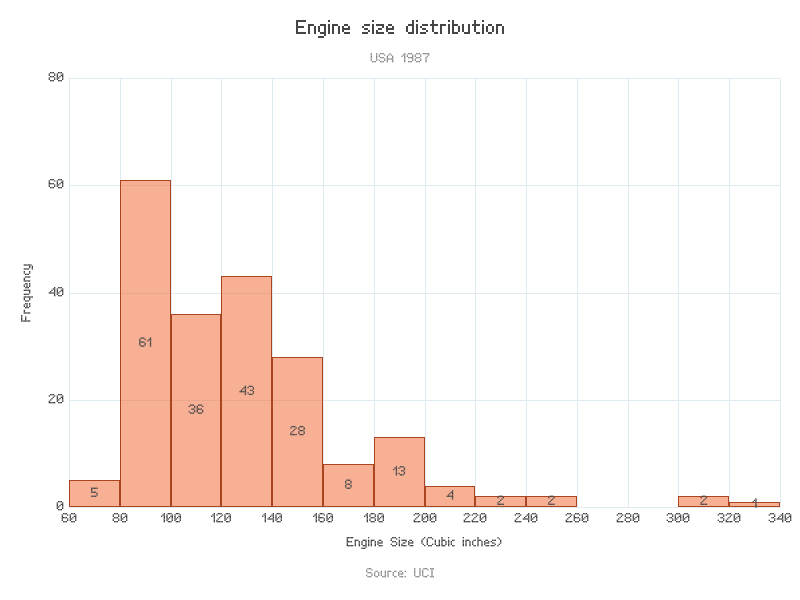 Engine size distribution
USA 1987
80
60
40
20
0
Frequency
5
61
36
43
28
8
13
4
2
2
2
1
60 80 100 120 140 160 180 200 220 240 260 280 300 320 340
Engine Size (Cubic inches)
Source: UCI